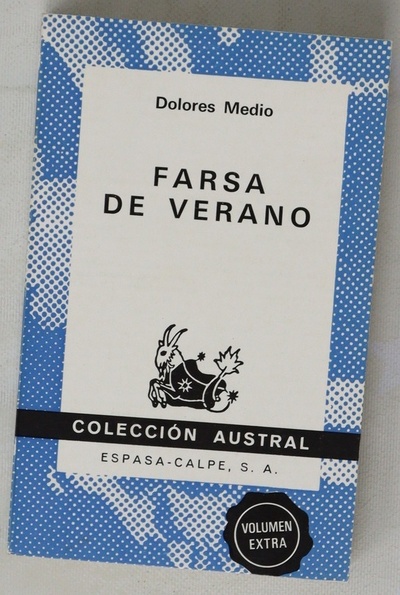 Dolores Medio
FARSA
DE VERANO
COLECCIÓN AUSTRAL
ESPASA-CALPE, S. A.
VOLUMEN
EXTRA